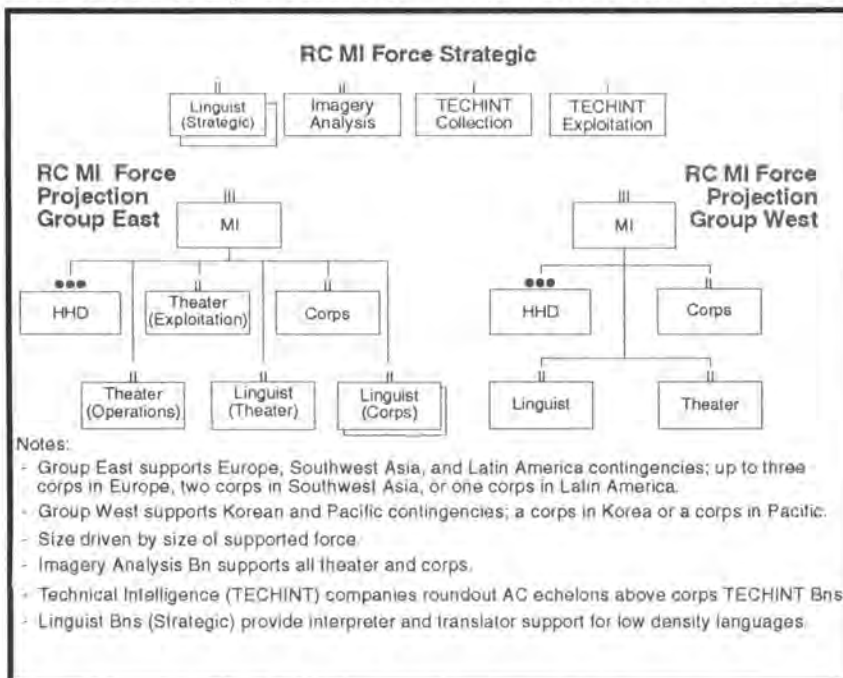 RC MI Force Strategic
Linguist
(Strategic)
Imagery
Analysis
TECHINT
Collection
TECHINT
Exploitation
RC MI Force
Projection
Group East
RC MI Force
Projection
Group West
III
MI
III
MI
HHD
II
Theater
(Exploitation)
II
Corps
HHD
II
Corps
II
Theater
(Operations)
II
Linguist
(Theater)
II
Linguist
(Corps)
II
Linguist
II
Theater
Notes:
- Group East supports Europe, Southwest Asia, and Latin America contingencies; up to three
corps in Europe, two corps in Southwest Asia, or one corps in Latin America.
- Group West supports Korean and Pacific contingencies; a corps in Korea or a corps in Pacific.
- Size driven by size of supported force.
- Imagery Analysis Bn supports all theater and corps.
- Technical Intelligence (TECHINT) companies roundout AC echelons above corps TECHINT Bns
- Linguist Bns (Strategic) provide interpreter and translator support for low density languages.